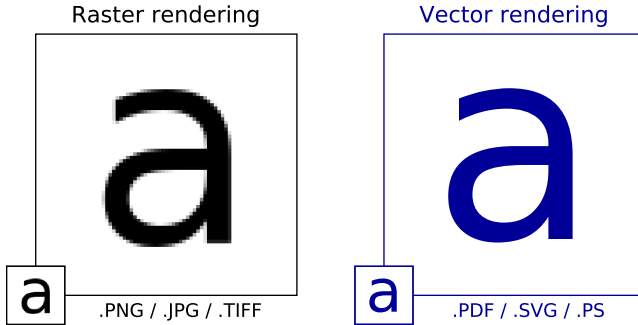 Raster rendering
Vector rendering
a
a
a
a
.PNG / .JPG / .TIFF
.PDF / .SVG / .PS